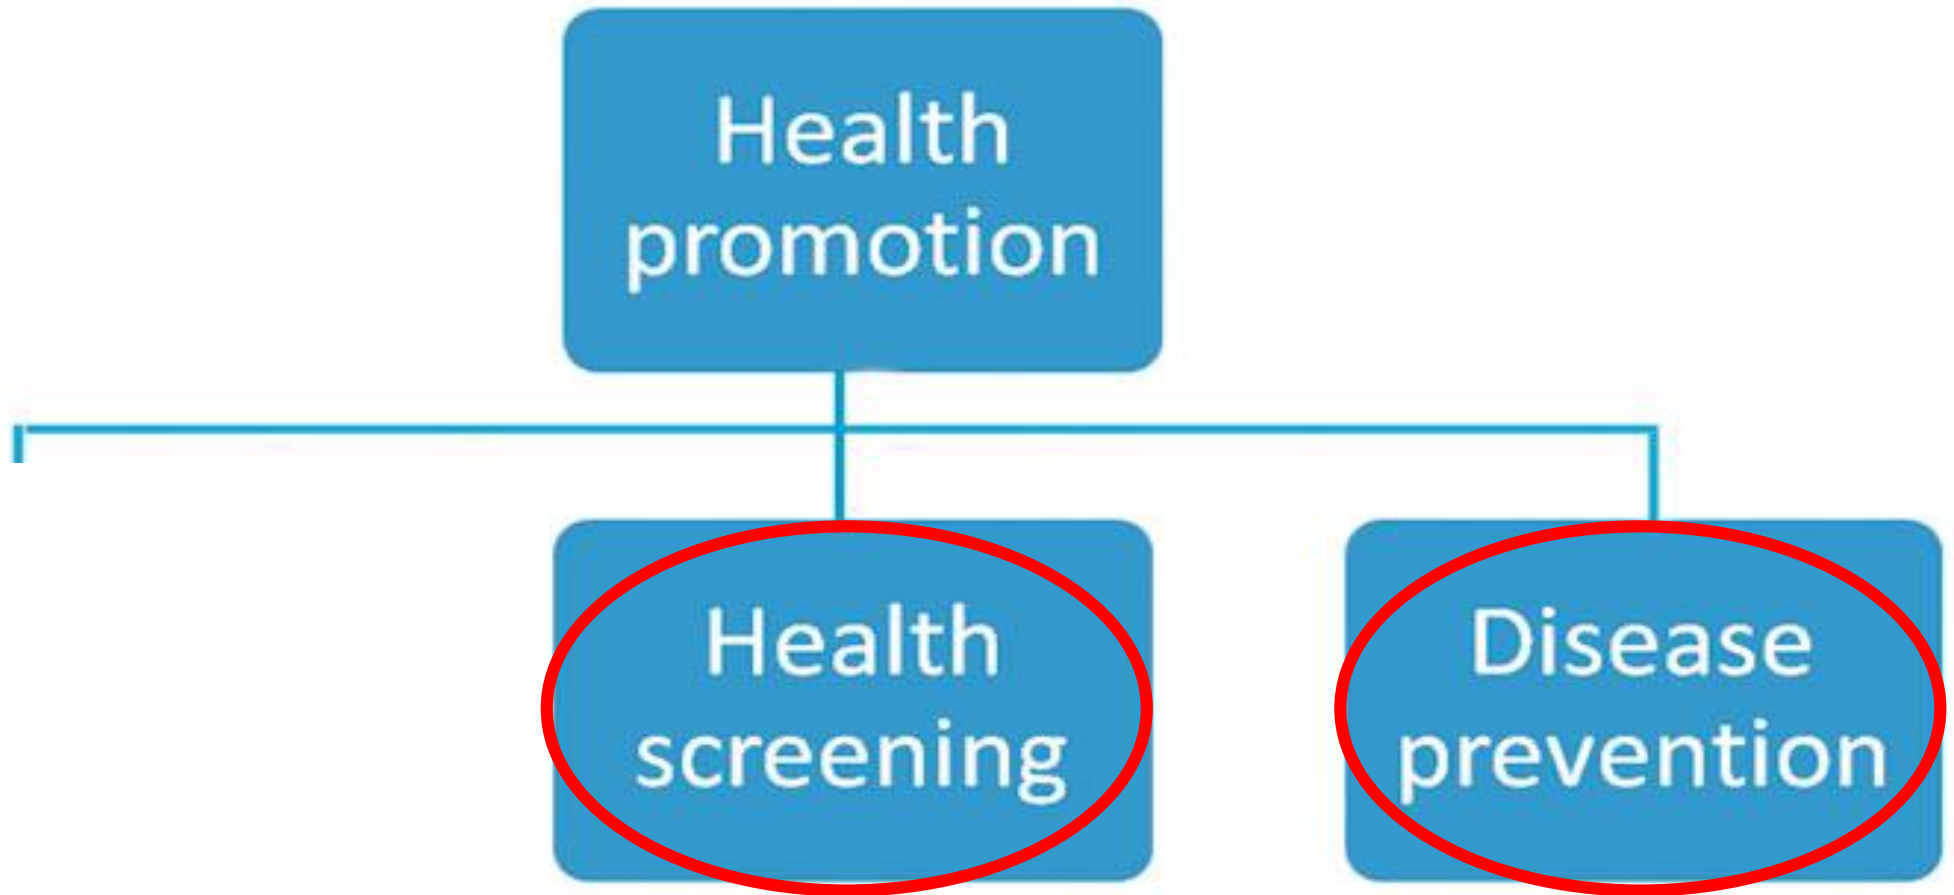 Health
promotion
Health
screening
Disease
prevention